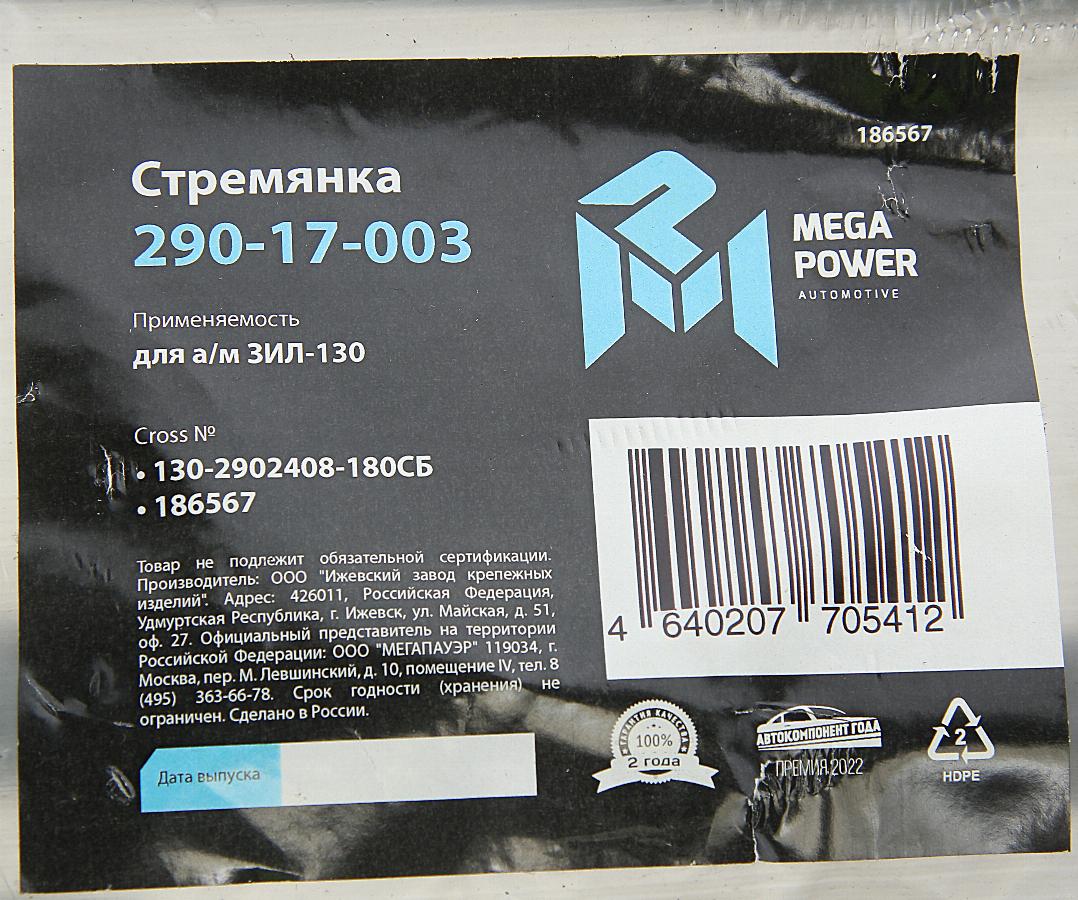 186567
Стремянка
290-17-003
MEGA
POWER
AUTOMOTIVE
Применяемость
для а/м ЗИЛ-130
Cross №
• 130-2902408-180СБ
• 186567
Товар не подлежит обязательной сертификации.
Производитель: ООО "Ижевский завод крепежных
изделий". Адрес: 426011, Российская Федерация,
Удмуртская Республика, г. Ижевск, ул. Майская, д. 51,
оф. 27. Официальный представитель на территории
Российской Федерации: ООО "МЕГАПАУЭР" 119034, г.
Москва, пер. М. Левшинский, д. 10, помещение IV, тел. 8
(495) 363-66-78. Срок годности (хранения) не
ограничен. Сделано в России.
4 640207 705412
Дата выпуска
ГАРАНТИЯ КАЧЕСТВА
100%
2 года
АВТОКОМПОНЕНТ ГОДА
ПРЕМИЯ 2022
2
HDPE